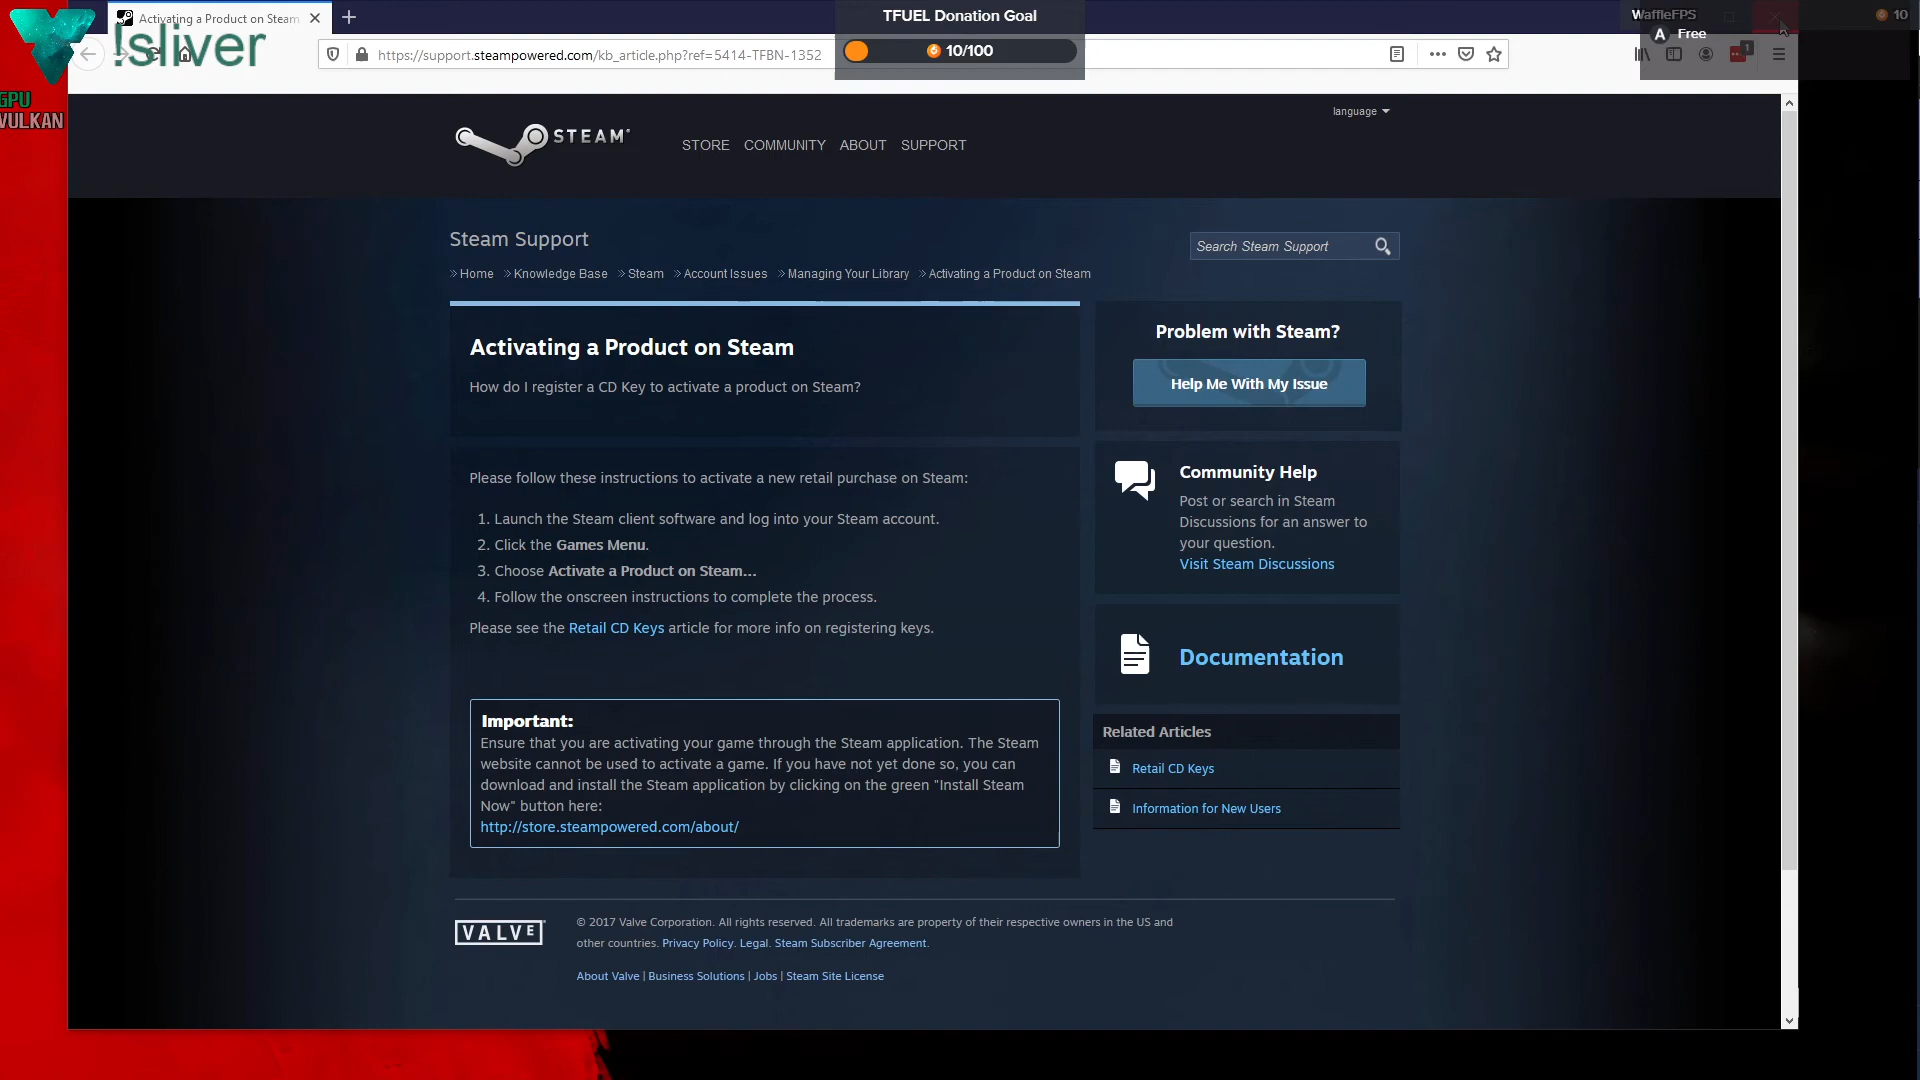 Activating a Product on Steam
TFUEL Donation Goal
WaffleFPS
10
!sliver
A Free
https://support.steampowered.com/kb_article.php?ref=5414-TFBN-1352
10/100
1
GPU
VULKAN
language
STEAM
STORE COMMUNITY ABOUT SUPPORT
Steam Support
Search Steam Support
» Home » Knowledge Base » Steam » Account Issues » Managing Your Library » Activating a Product on Steam
Activating a Product on Steam
How do I register a CD Key to activate a product on Steam?
Please follow these instructions to activate a new retail purchase on Steam:
1. Launch the Steam client software and log into your Steam account.
2. Click the Games Menu.
3. Choose Activate a Product on Steam...
4. Follow the onscreen instructions to complete the process.
Please see the Retail CD Keys article for more info on registering keys.
Important:
Ensure that you are activating your game through the Steam application. The Steam
website cannot be used to activate a game. If you have not yet done so, you can
download and install the Steam application by clicking on the green "Install Steam
Now" button here:
http://store.steampowered.com/about/
Problem with Steam?
Help Me With My Issue
Community Help
Post or search in Steam
Discussions for an answer to
your question.
Visit Steam Discussions
Documentation
Related Articles
Retail CD Keys
Information for New Users
VALVE
© 2017 Valve Corporation. All rights reserved. All trademarks are property of their respective owners in the US and
other countries. Privacy Policy. Legal. Steam Subscriber Agreement.
About Valve | Business Solutions | Jobs | Steam Site License